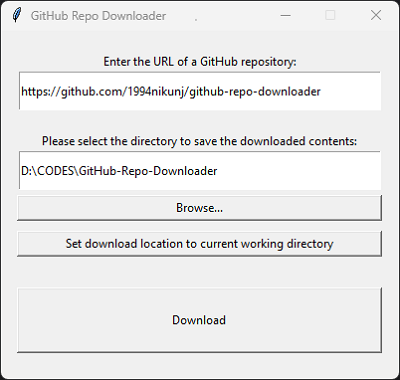 GitHub Repo Downloader
Enter the URL of a GitHub repository:
https://github.com/1994nikunj/github-repo-downloader
Please select the directory to save the downloaded contents:
D:\CODES\GitHub-Repo-Downloader
Browse...
Set download location to current working directory
Download